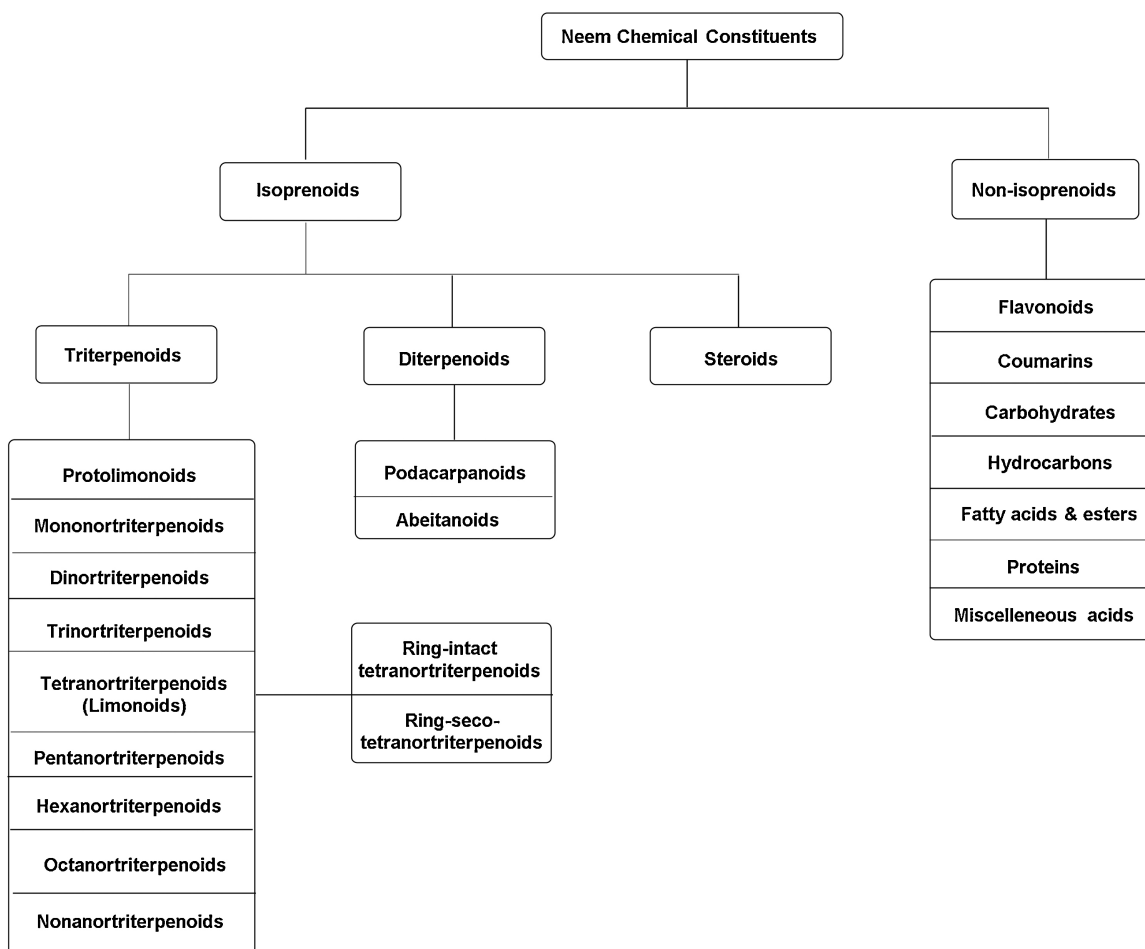 Neem Chemical Constituents
Isoprenoids
Non-isoprenoids
Triterpenoids
Diterpenoids
Steroids
Protolimonoids
Mononortriterpenoids
Dinortriterpenoids
Trinortriterpenoids
Tetranortriterpenoids
(Limonoids)
Pentanortriterpenoids
Hexanortriterpenoids
Octanortriterpenoids
Nonanortriterpenoids
Podacarpanoids
Abeitanoids
Ring-intact
tetranortriterpenoids
Ring-seco-
tetranortriterpenoids
Flavonoids
Coumarins
Carbohydrates
Hydrocarbons
Fatty acids & esters
Proteins
Miscelleneous acids